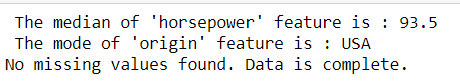 The median of 'horsepower' feature is : 93.5
The mode of 'origin' feature is : USA
No missing values found. Data is complete.